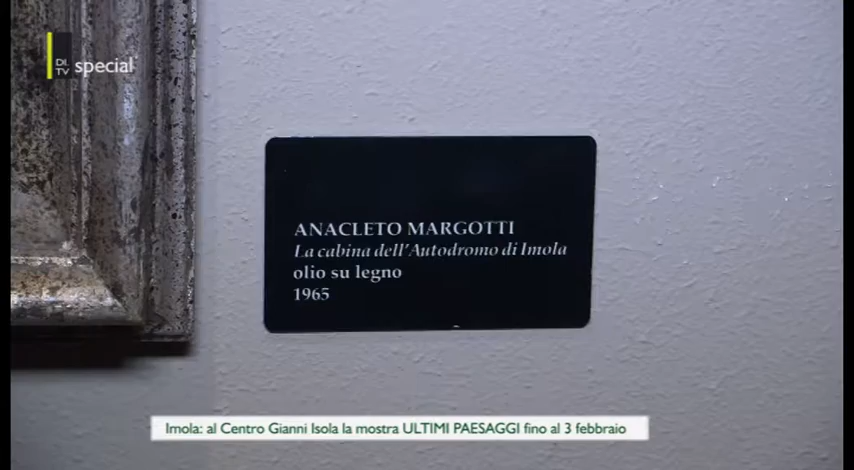 DI.
TV special
ANACLETO MARGOTTI
La cabina dell'Autodromo di Imola
olio su legno
1965
Imola: al Centro Gianni Isola la mostra ULTIMI PAESAGGI fino al 3 febbraio